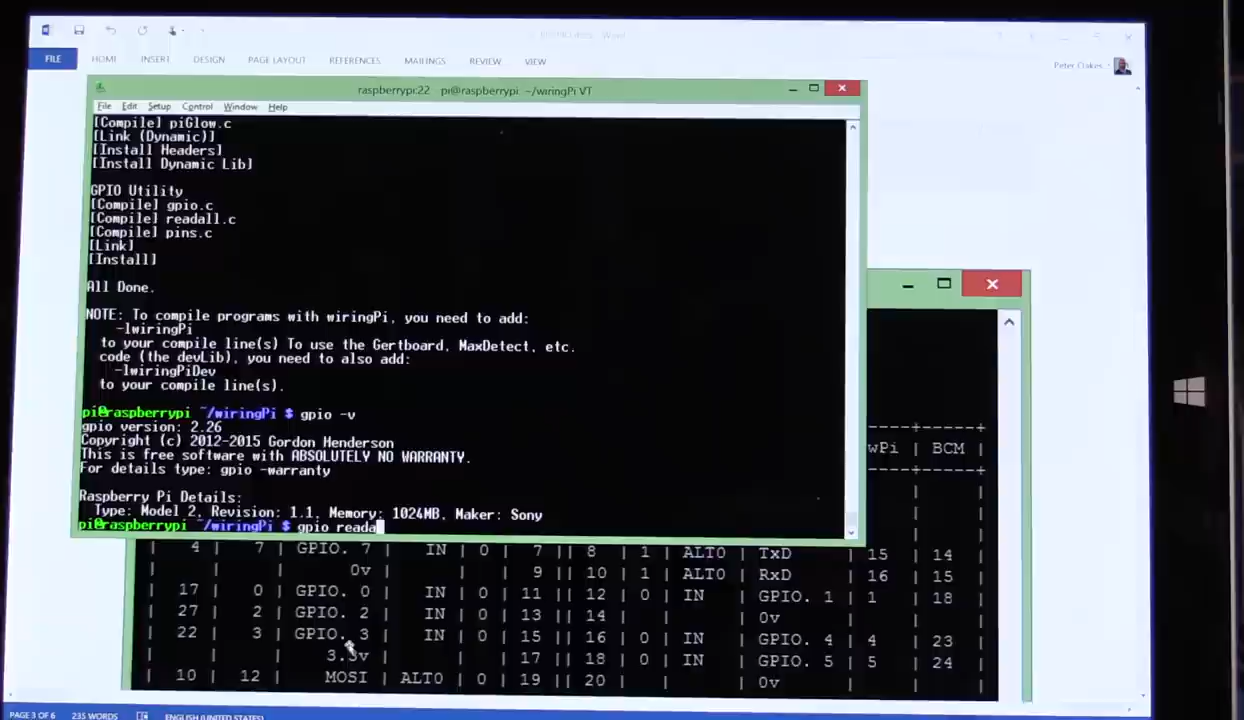 FILE HOME INSERT DESIGN PAGE LAYOUT REFERENCES MAILINGS REVIEW VIEW
Peter Oakes
raspberrypi:22 - pi@raspberrypi ~/wiringPi VT
File Edit Setup Control Window Help
[Compile] piGlow.c
[Link (Dynamic)]
[Install Headers]
[Install Dynamic Lib]
GPIO Utility
[Compile] gpio.c
[Compile] readall.c
[Compile] pins.c
[Link]
[Install]
All Done.
NOTE: To compile programs with wiringPi, you need to add:
-lwiringPi
to your compile line(s) To use the Gertboard, MaxDetect, etc.
code (the devLib), you need to also add:
-lwiringPiDev
to your compile line(s).
pi@raspberrypi ~/wiringPi $ gpio -v
gpio version: 2.26
Copyright (c) 2012-2015 Gordon Henderson
This is free software with ABSOLUTELY NO WARRANTY.
For details type: gpio -warranty
Raspberry Pi Details:
Type: Model 2, Revision: 1.1, Memory: 1024MB, Maker: Sony
pi@raspberrypi ~/wiringPi $ gpio reada
----+-----+
wPi | BCM |
----+-----+
| |
| |
| 4 | 7 | GPIO. 7 | IN | 0 | 7 || 8 | 1 | ALT0 | TxD | 15 | 14 |
| | | 0v | | | 9 || 10 | 1 | ALT0 | RxD | 16 | 15 |
| 17 | 0 | GPIO. 0 | IN | 0 | 11 || 12 | 0 | IN | GPIO. 1 | 1 | 18 |
| 27 | 2 | GPIO. 2 | IN | 0 | 13 || 14 | | | 0v | | |
| 22 | 3 | GPIO. 3 | IN | 0 | 15 || 16 | 0 | IN | GPIO. 4 | 4 | 23 |
| | | 3.3v | | | 17 || 18 | 0 | IN | GPIO. 5 | 5 | 24 |
| 10 | 12 | MOSI | ALT0 | 0 | 19 || 20 | | | 0v | | |
PAGE 3 OF 6 235 WORDS ENGLISH (UNITED STATES)